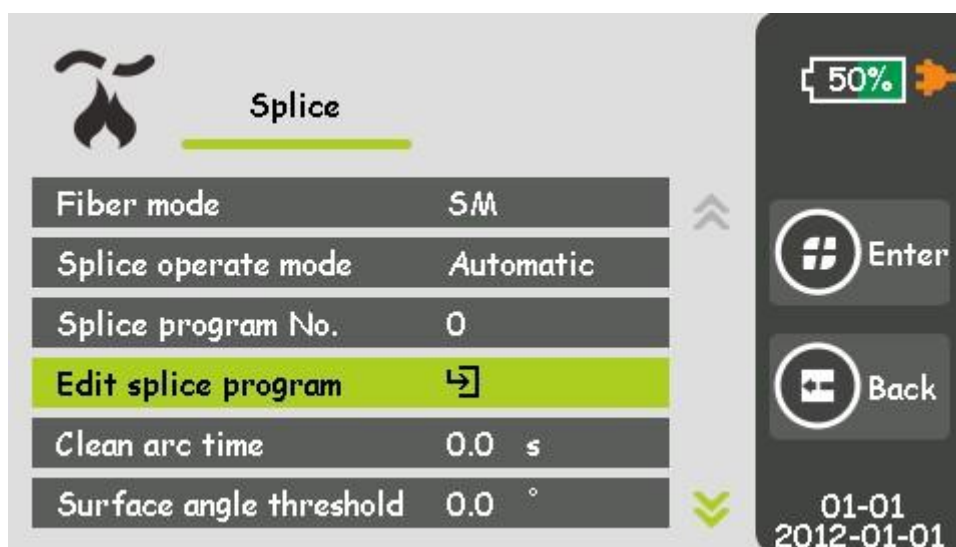 Splice
50%
Fiber mode SM
Splice operate mode Automatic
Splice program No. 0
Edit splice program
Clean arc time 0.0 s
Surface angle threshold 0.0 °
Enter
Back
01-01
2012-01-01